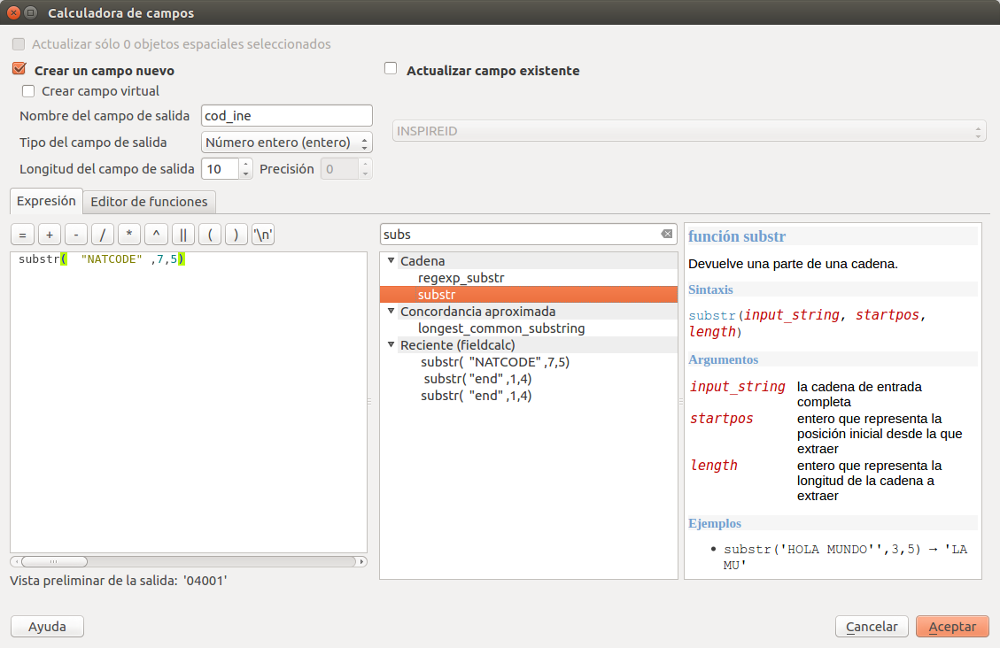 Calculadora de campos
Actualizar sólo 0 objetos espaciales seleccionados
Crear un campo nuevo
Actualizar campo existente
Crear campo virtual
Nombre del campo de salida cod_ine
INSPIREID
Tipo del campo de salida Número entero (entero)
Longitud del campo de salida 10 Precisión 0
Expresión Editor de funciones
= + - / * ^ || ( ) '\n'
substr( "NATCODE" ,7,5)
Vista preliminar de la salida: '04001'
subs
Cadena
regexp_substr
substr
Concordancia aproximada
longest_common_substring
Reciente (fieldcalc)
substr( "NATCODE" ,7,5)
substr( "end" ,1,4)
substr( "end" ,1,4)
función substr
Devuelve una parte de una cadena.
Sintaxis
substr(input_string, startpos,
length)
Argumentos
input_string la cadena de entrada
completa
startpos entero que representa la
posición inicial desde la que
extraer
length entero que representa la
longitud de la cadena a
extraer
Ejemplos
• substr('HOLA MUNDO'',3,5) → 'LA
MU'
Ayuda Cancelar Aceptar